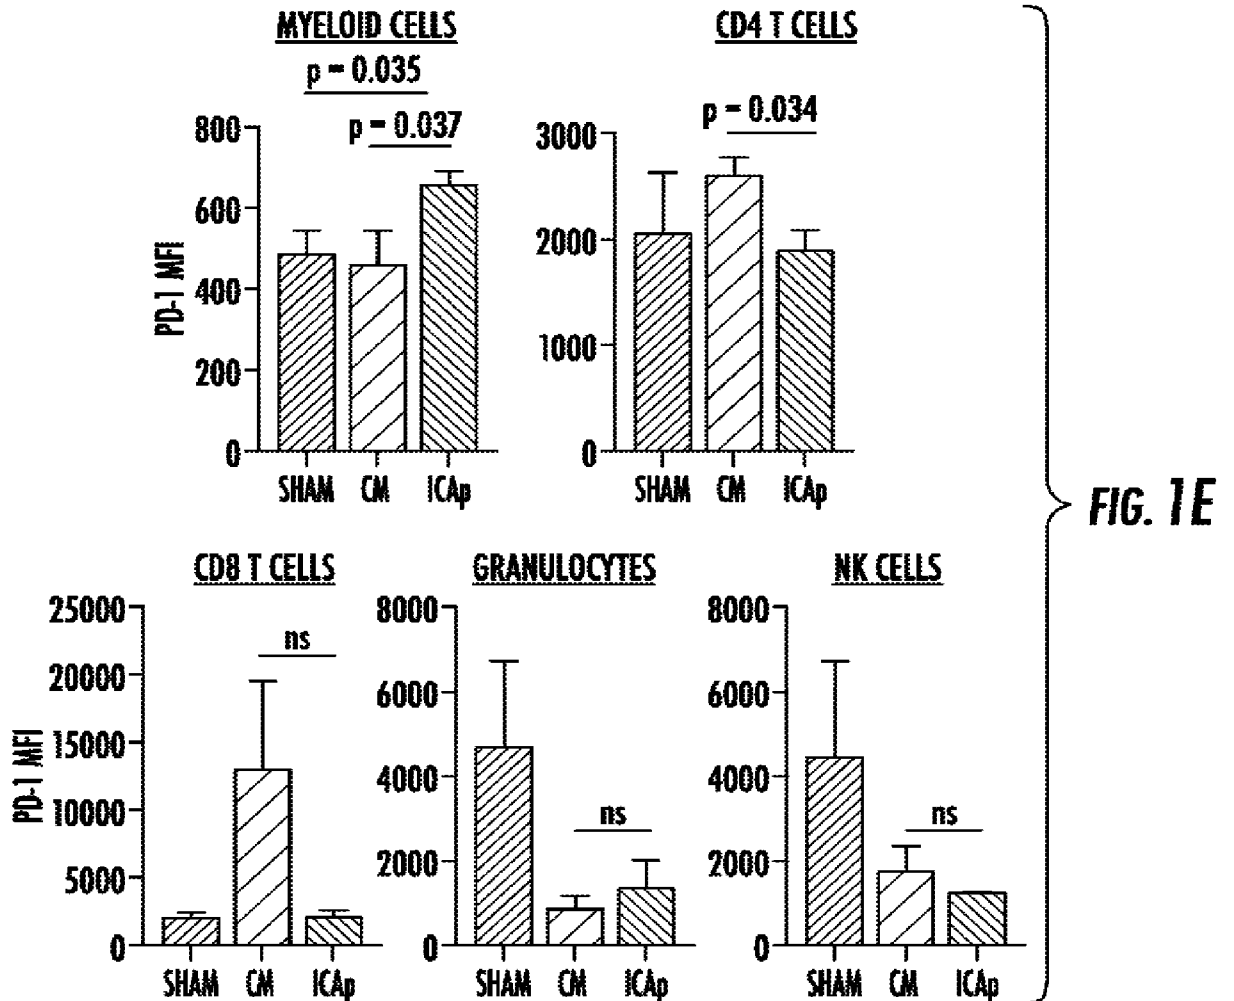 MYELOID CELLS
p = 0.035
p = 0.037
800
600
400
200
0
PD-1 MFI
SHAM CM ICAp
CD4 T CELLS
p = 0.034
3000
2000
1000
0
SHAM CM ICAp
FIG. 1E
CD8 T CELLS
25000
20000
15000
10000
5000
0
PD-1 MFI
ns
SHAM CM ICAp
GRANULOCYTES
8000
6000
4000
2000
0
ns
SHAM CM ICAp
NK CELLS
8000
6000
4000
2000
0
ns
SHAM CM ICAp